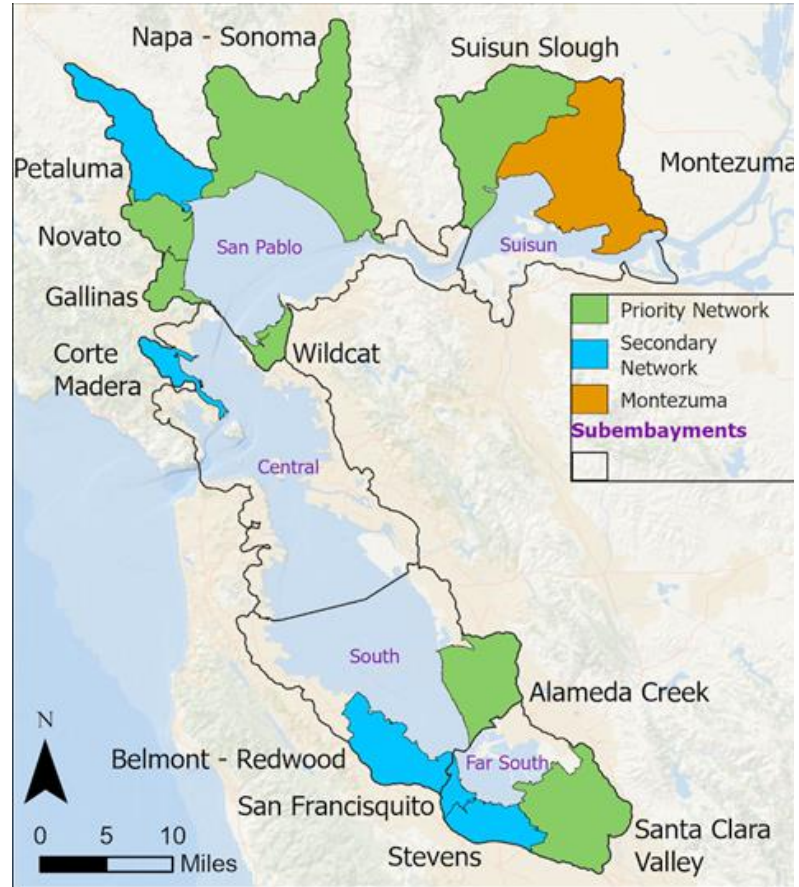 Napa - Sonoma
Suisun Slough
Petaluma
Montezuma
Novato
San Pablo
Suisun
Gallinas
Priority Network
Secondary
Network
Montezuma
Subembayments
Wildcat
Corte
Madera
Central
South
Alameda Creek
Belmont - Redwood
Far South
San Francisquito
Stevens
Santa Clara
Valley
N
0 5 10
Miles